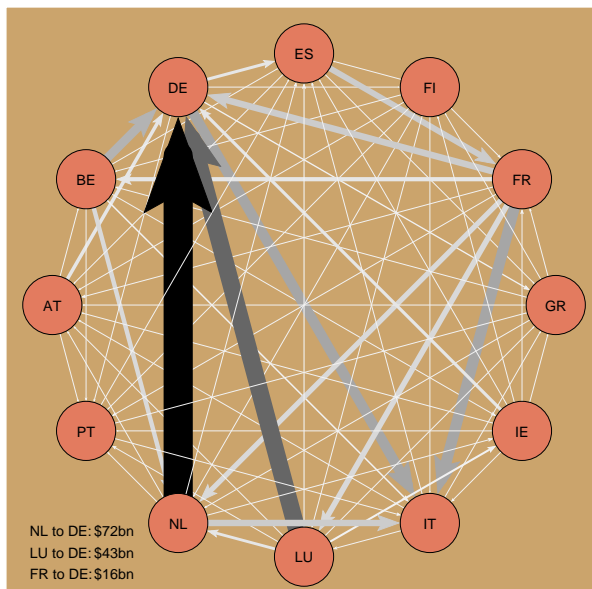 ES
DE
FI
BE
FR
AT
GR
PT
IE
NL
IT
LU
NL to DE: $72bn
LU to DE: $43bn
FR to DE: $16bn